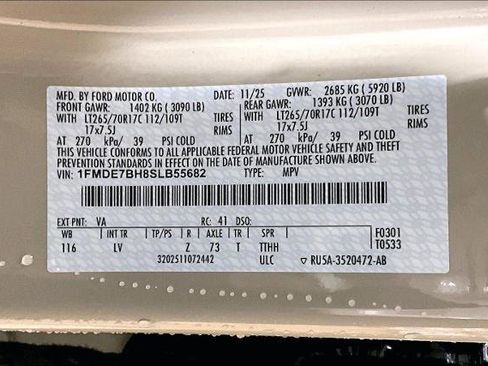 MFD. BY FORD MOTOR CO. 11/25 GVWR: 2685 KG ( 5920 LB)
FRONT GAWR: 1402 KG ( 3090 LB) REAR GAWR: 1393 KG ( 3070 LB)
LT265/70R17C 112/109T TIRES LT265/70R17C 112/109T TIRES
17x7.5J RIMS 17x7.5J RIMS
AT 270 kPa/ 39 PSI COLD AT 270 kPa/ 39 PSI COLD
THIS VEHICLE CONFORMS TO ALL APPLICABLE FEDERAL MOTOR VEHICLE SAFETY AND THEFT
PREVENTION STANDARDS IN EFFECT ON THE DATE OF MANUFACTURE SHOWN ABOVE.
VIN: 1FMDE7BH8SLB55682 TYPE: MPV
EXT PNT: VA RC: 41 DSO:
WB INT TR TP/PS R AXLE TR SPR F0301
116 LV Z 73 T TTHH T0533
3202511072442 ULC ▽ RU5A-3520472-AB